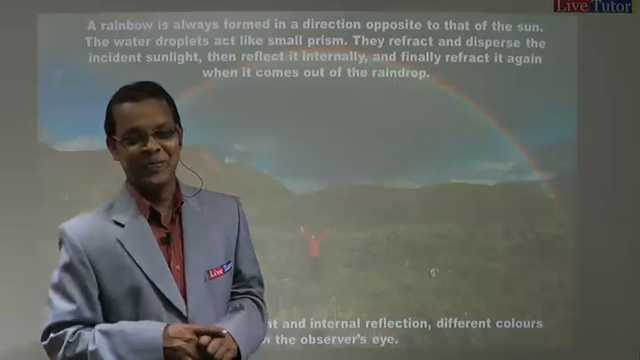 Live Tutor
A rainbow is always formed in a direction opposite to that of the sun.
The water droplets act like small prism. They refract and disperse the
incident sunlight, then reflect it internally, and finally refract it again
when it comes out of the raindrop.
Live Tutor
and internal reflection, different colours
the observer's eye.